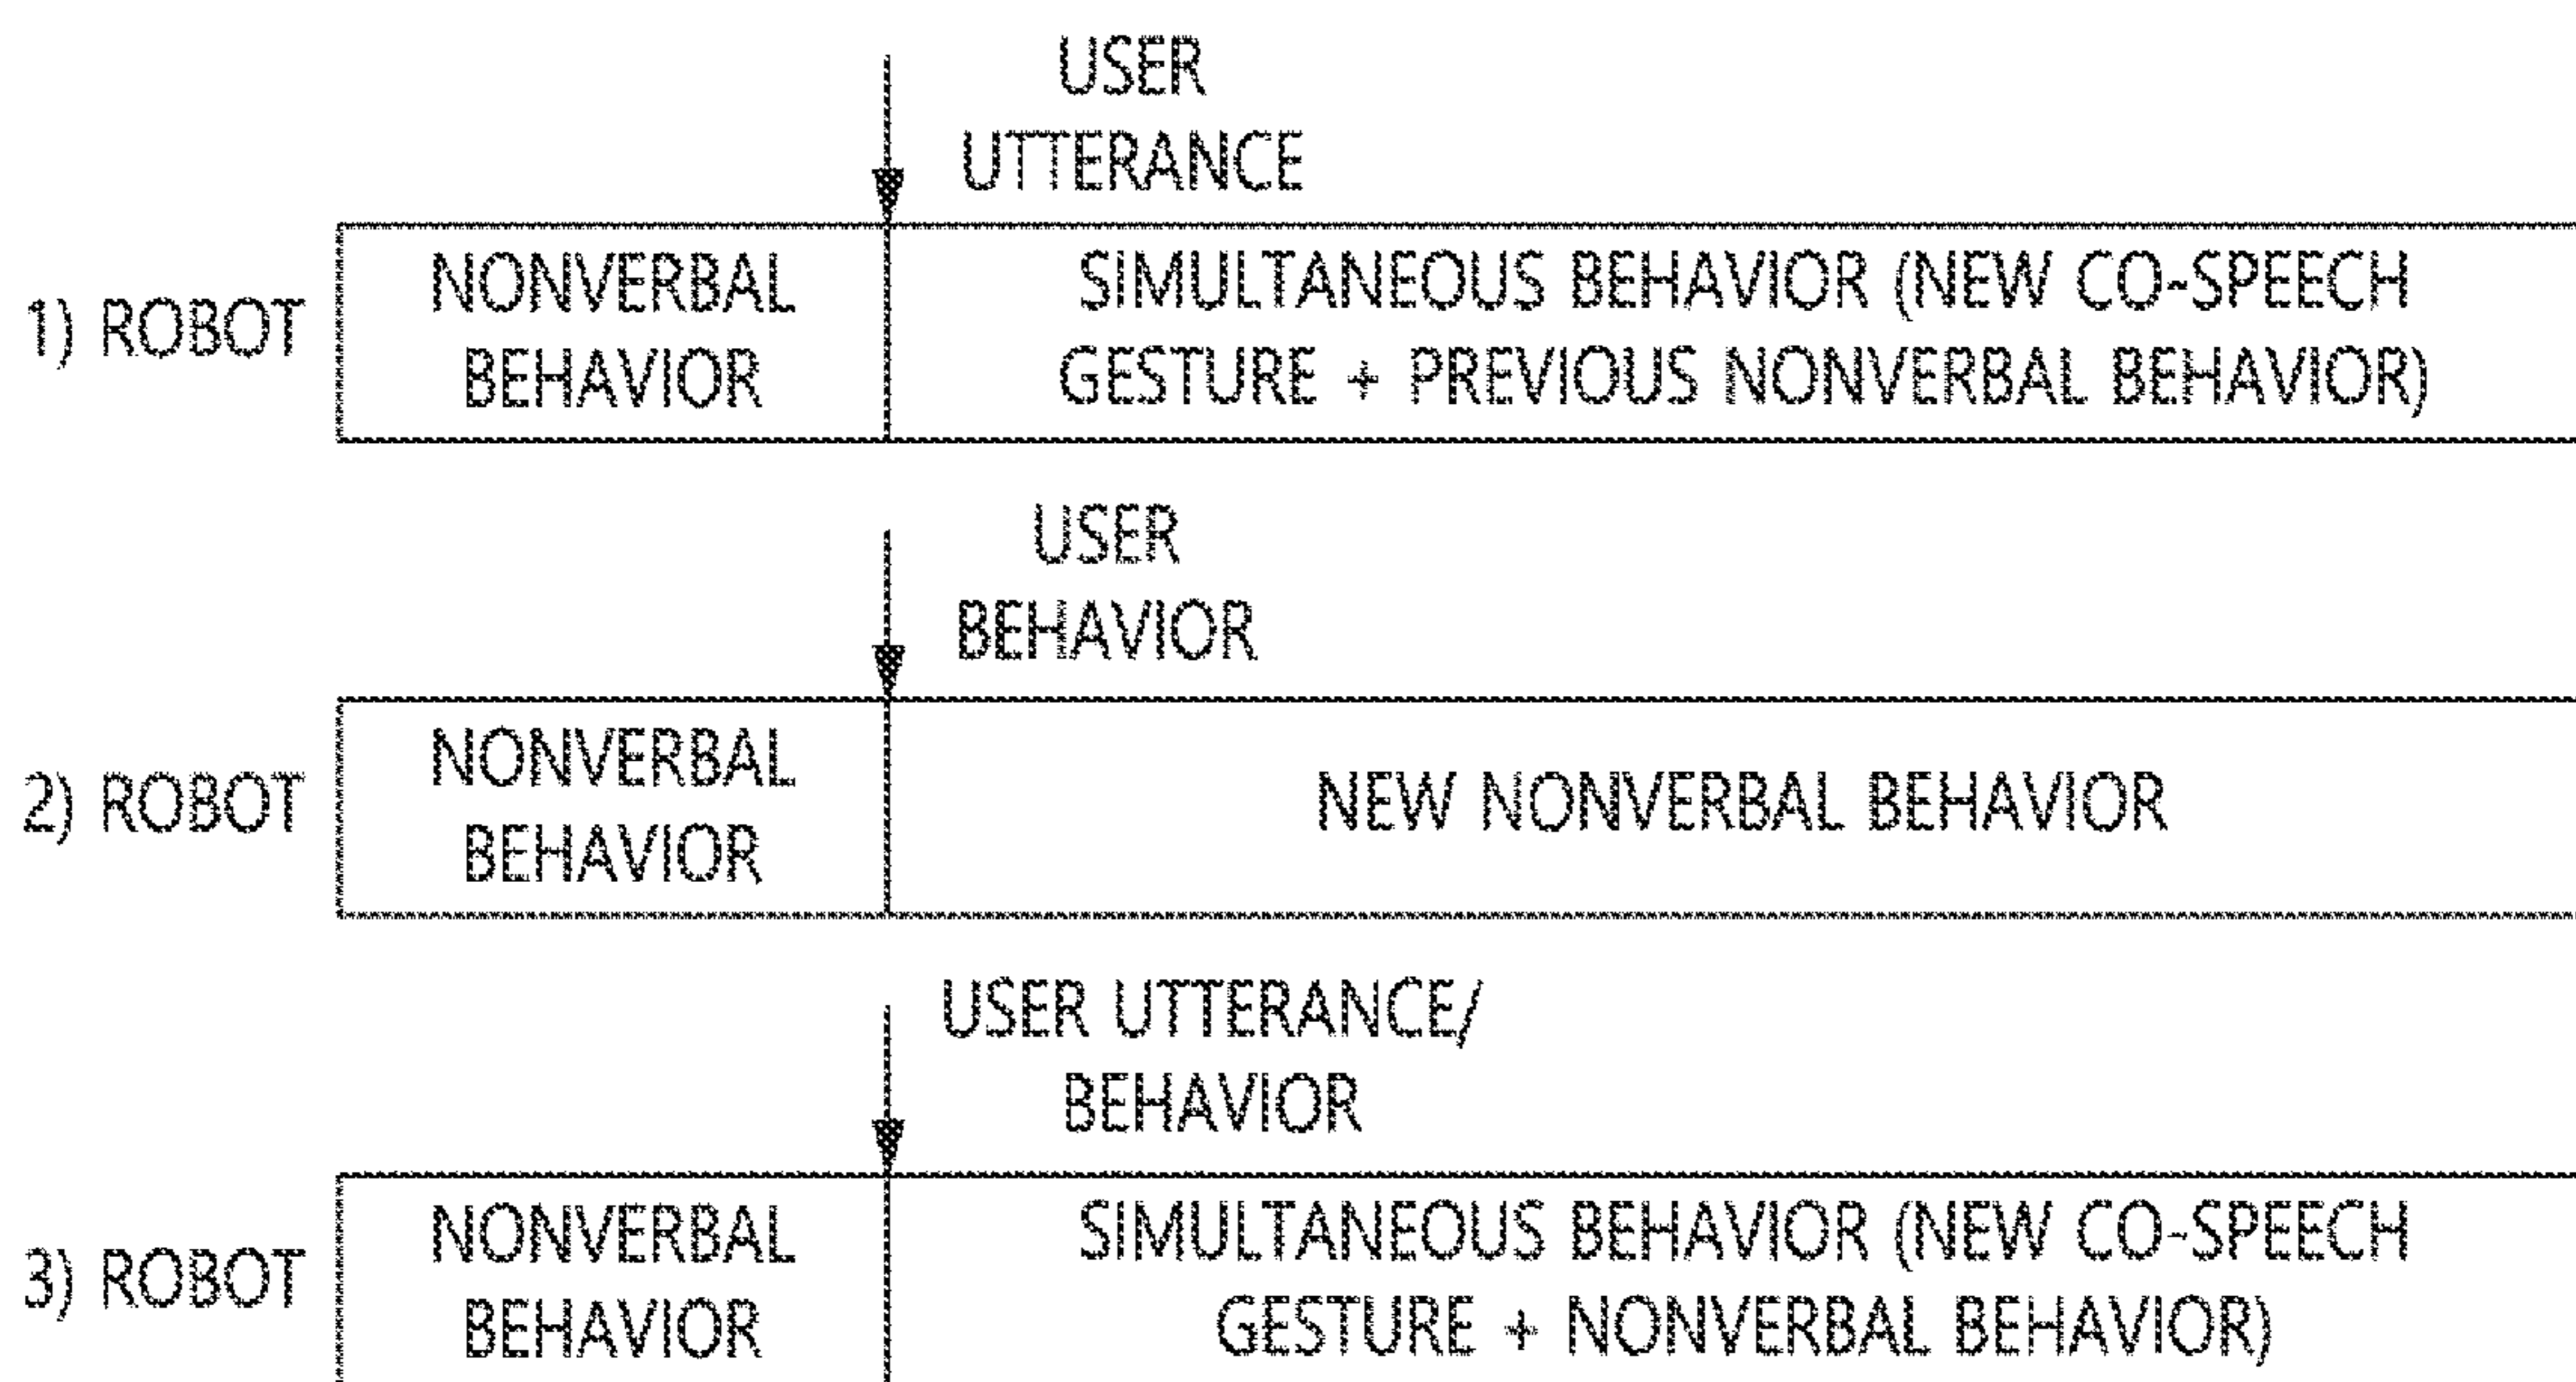 USER
UTTERANCE
1) ROBOT
NONVERBAL
BEHAVIOR
SIMULTANEOUS BEHAVIOR (NEW CO-SPEECH
GESTURE + PREVIOUS NONVERBAL BEHAVIOR)
USER
BEHAVIOR
2) ROBOT
NONVERBAL
BEHAVIOR
NEW NONVERBAL BEHAVIOR
USER UTTERANCE/
BEHAVIOR
3) ROBOT
NONVERBAL
BEHAVIOR
SIMULTANEOUS BEHAVIOR (NEW CO-SPEECH
GESTURE + NONVERBAL BEHAVIOR)